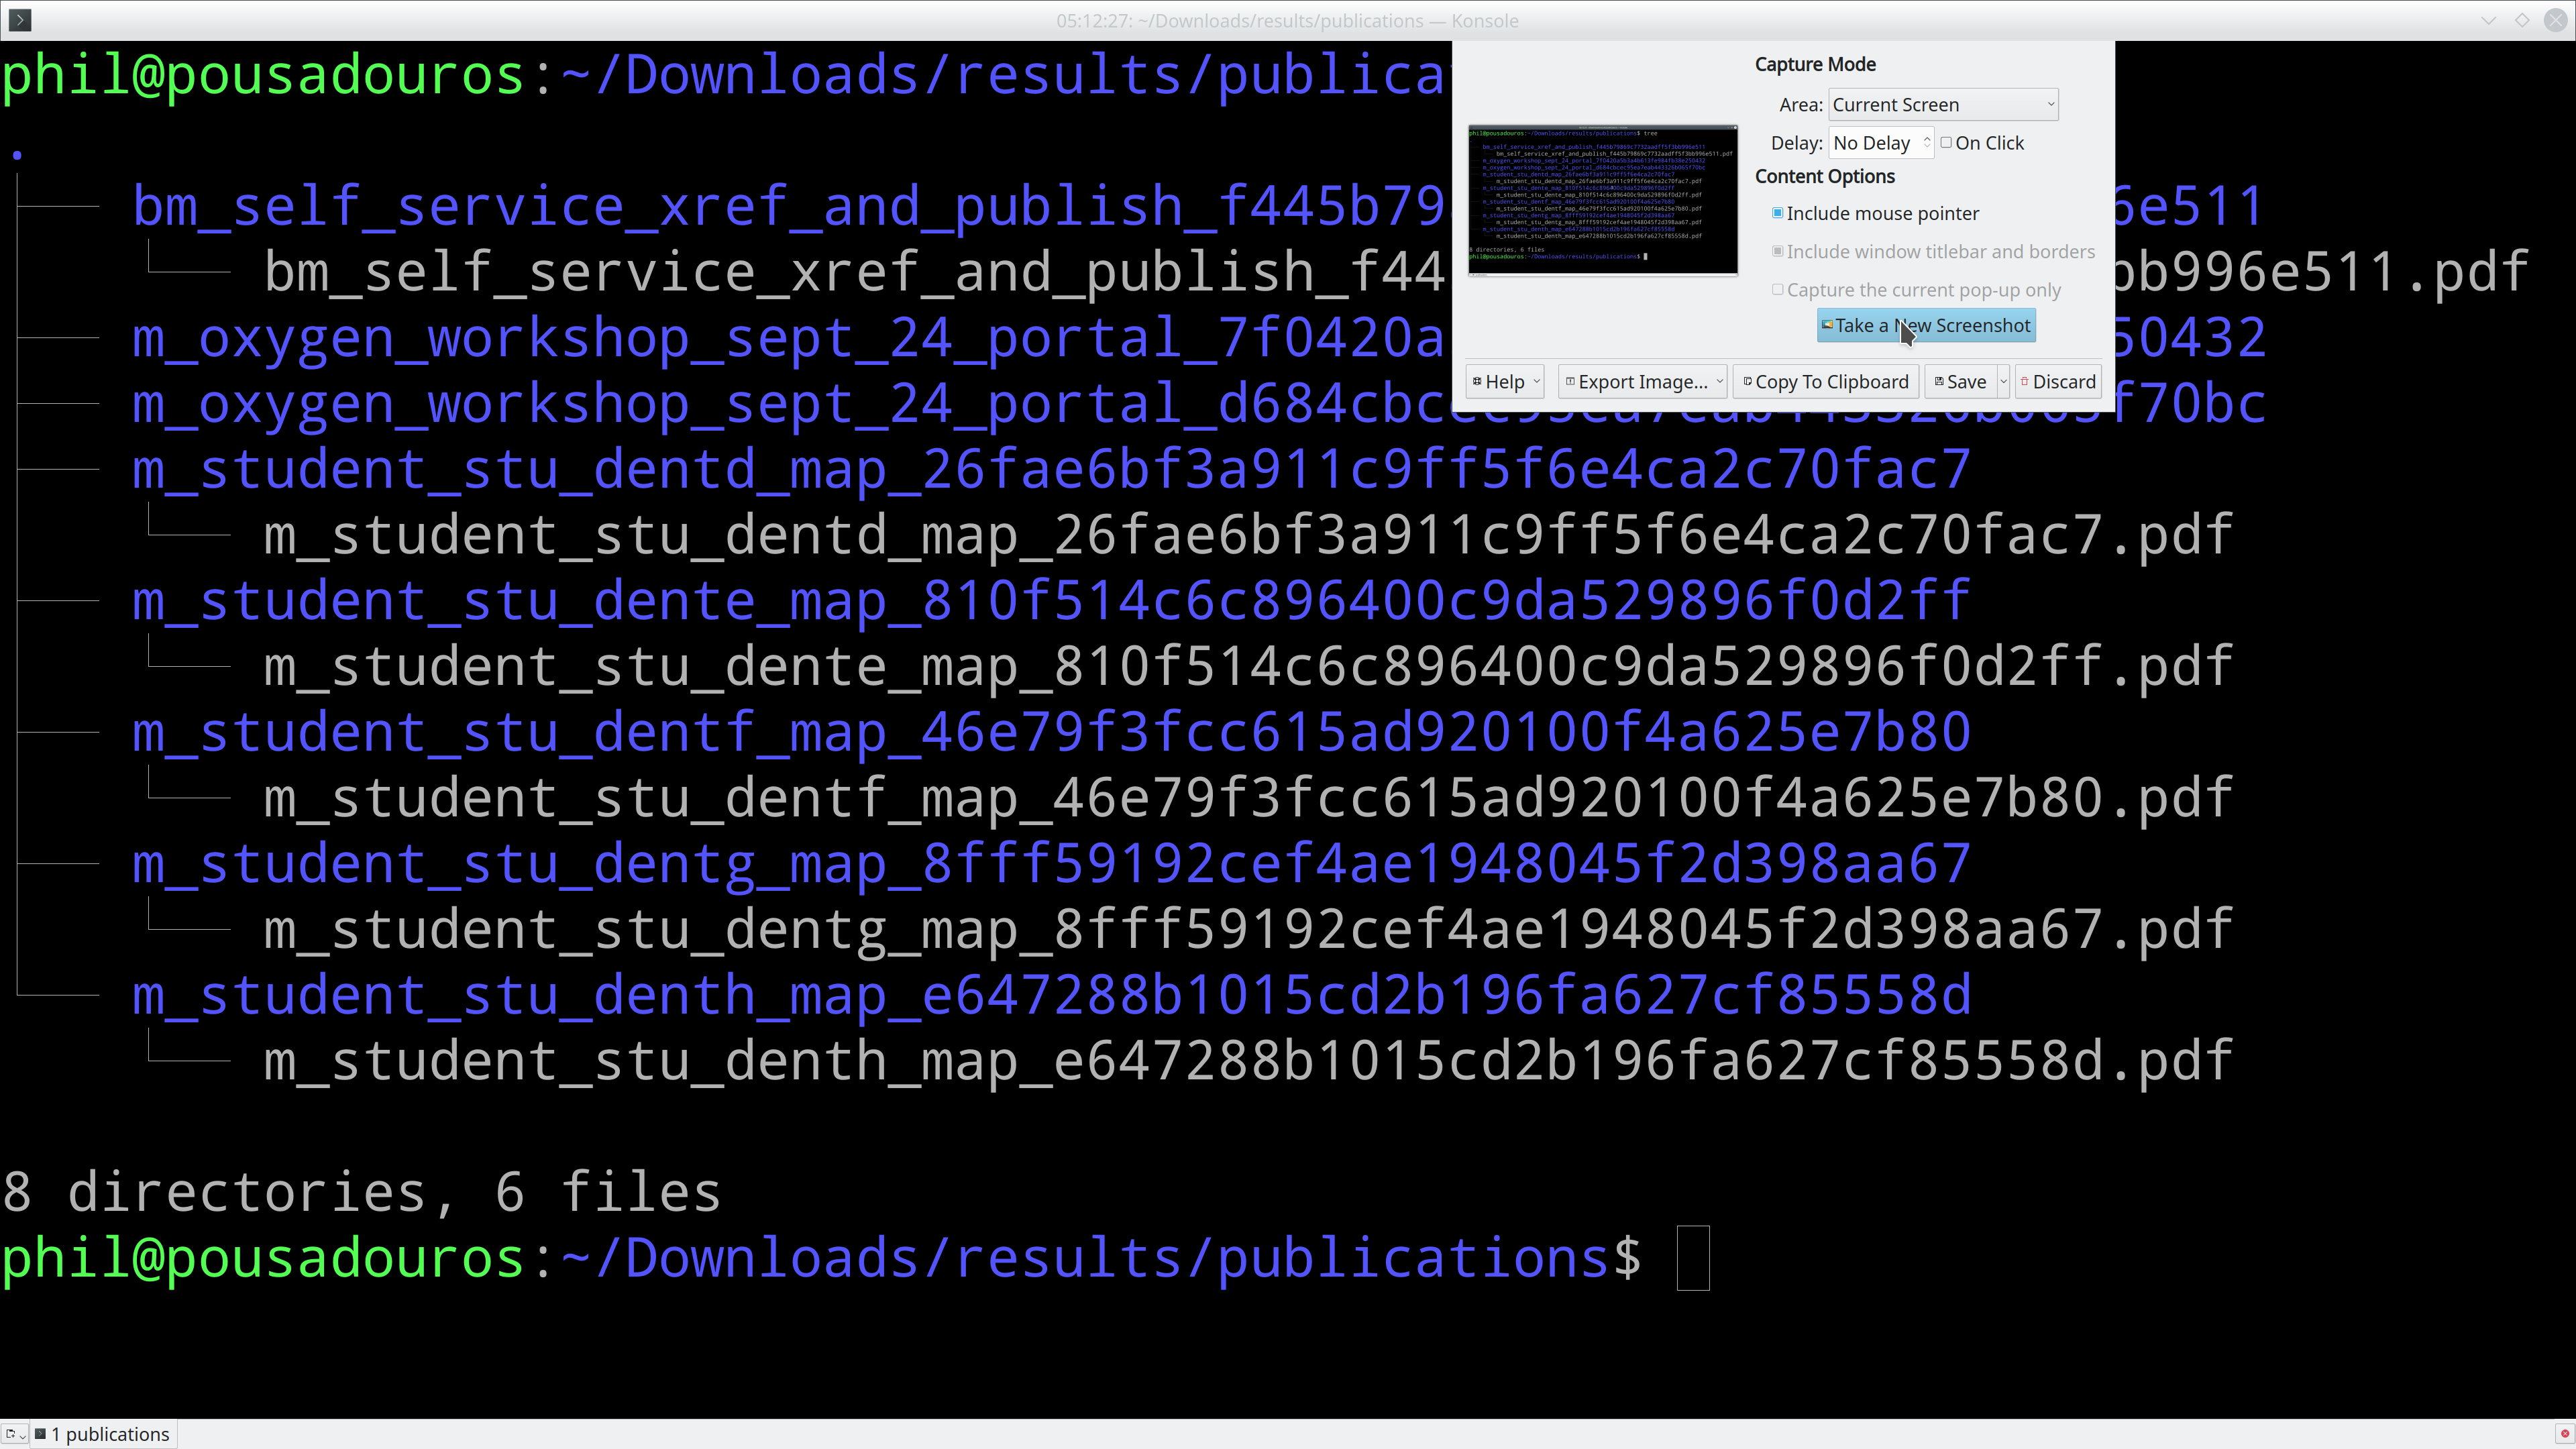 05:12:27: ~/Downloads/results/publications — Konsole
phil@pousadouros:~/Downloads/results/publica
.
bm_self_service_xref_and_publish_f445b79 6e511
bm_self_service_xref_and_publish_f44 bb996e511.pdf
m_oxygen_workshop_sept_24_portal_7f0420a 50432
m_oxygen_workshop_sept_24_portal_d684cbcec95ea7eab443326b065f70bc
m_student_stu_dentd_map_26fae6bf3a911c9ff5f6e4ca2c70fac7
m_student_stu_dentd_map_26fae6bf3a911c9ff5f6e4ca2c70fac7.pdf
m_student_stu_dente_map_810f514c6c896400c9da529896f0d2ff
m_student_stu_dente_map_810f514c6c896400c9da529896f0d2ff.pdf
m_student_stu_dentf_map_46e79f3fcc615ad920100f4a625e7b80
m_student_stu_dentf_map_46e79f3fcc615ad920100f4a625e7b80.pdf
m_student_stu_dentg_map_8fff59192cef4ae1948045f2d398aa67
m_student_stu_dentg_map_8fff59192cef4ae1948045f2d398aa67.pdf
m_student_stu_denth_map_e647288b1015cd2b196fa627cf85558d
m_student_stu_denth_map_e647288b1015cd2b196fa627cf85558d.pdf
8 directories, 6 files
phil@pousadouros:~/Downloads/results/publications$
Capture Mode
Area: Current Screen
Delay: No Delay On Click
Content Options
Include mouse pointer
Include window titlebar and borders
Capture the current pop-up only
Take a New Screenshot
Help Export Image... Copy To Clipboard Save Discard
1 publications